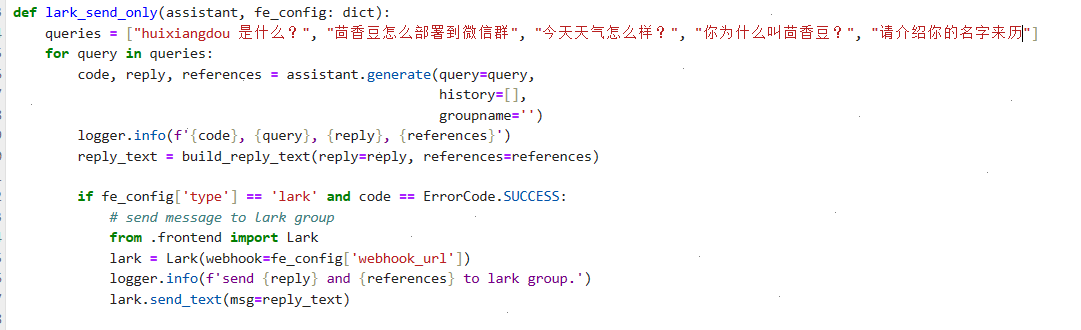 def lark_send_only(assistant, fe_config: dict):
    queries = ["huixiangdou 是什么？", "茴香豆怎么部署到微信群", "今天天气怎么样？", "你为什么叫茴香豆？", "请介绍你的名字来历"]
    for query in queries:
        code, reply, references = assistant.generate(query=query,
                                                     history=[],
                                                     groupname='')
        logger.info(f'{code}, {query}, {reply}, {references}')
        reply_text = build_reply_text(reply=reply, references=references)

        if fe_config['type'] == 'lark' and code == ErrorCode.SUCCESS:
            # send message to lark group
            from .frontend import Lark
            lark = Lark(webhook=fe_config['webhook_url'])
            logger.info(f'send {reply} and {references} to lark group.')
            lark.send_text(msg=reply_text)